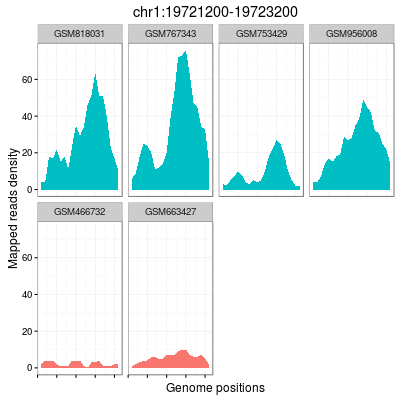 chr1:19721200-19723200
GSM818031 GSM767343 GSM753429 GSM956008
60
40
20
0
GSM466732 GSM663427
60
40
20
0
Mapped reads density
Genome positions